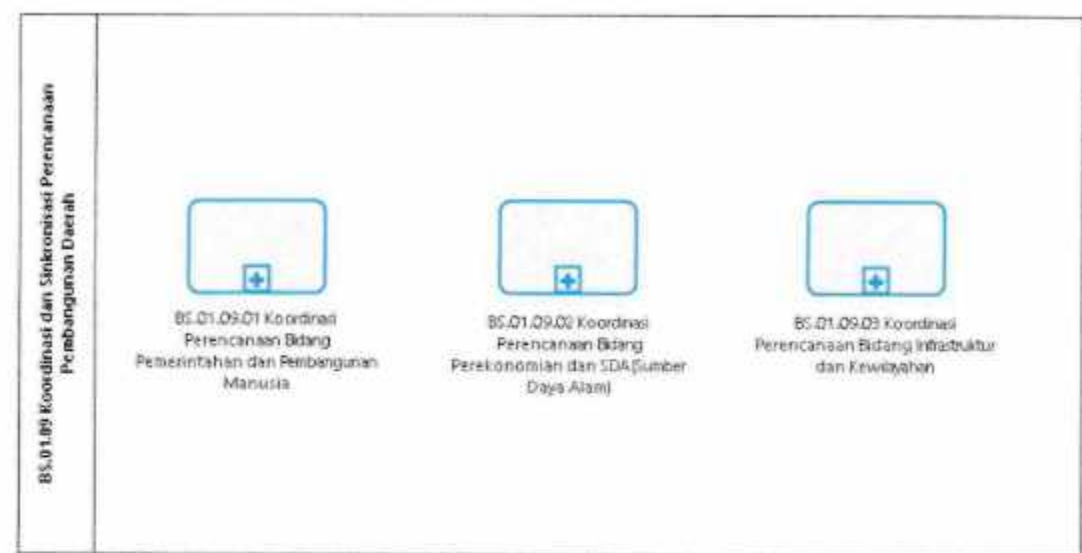 BS.01.09 Koordinasi dan Sinkronisasi Perencanaan
Pembangunan Daerah
BS.01.09.01 Koordinasi
Perencanaan Bidang
Pemerintahan dan Pembangunan
Manusia
BS.01.09.02 Koordinasi
Perencanaan Bidang
Perekonomian dan SDA(Sumber
Daya Alam)
BS.01.09.03 Koordinasi
Perencanaan Bidang Infrastruktur
dan Kewilayahan